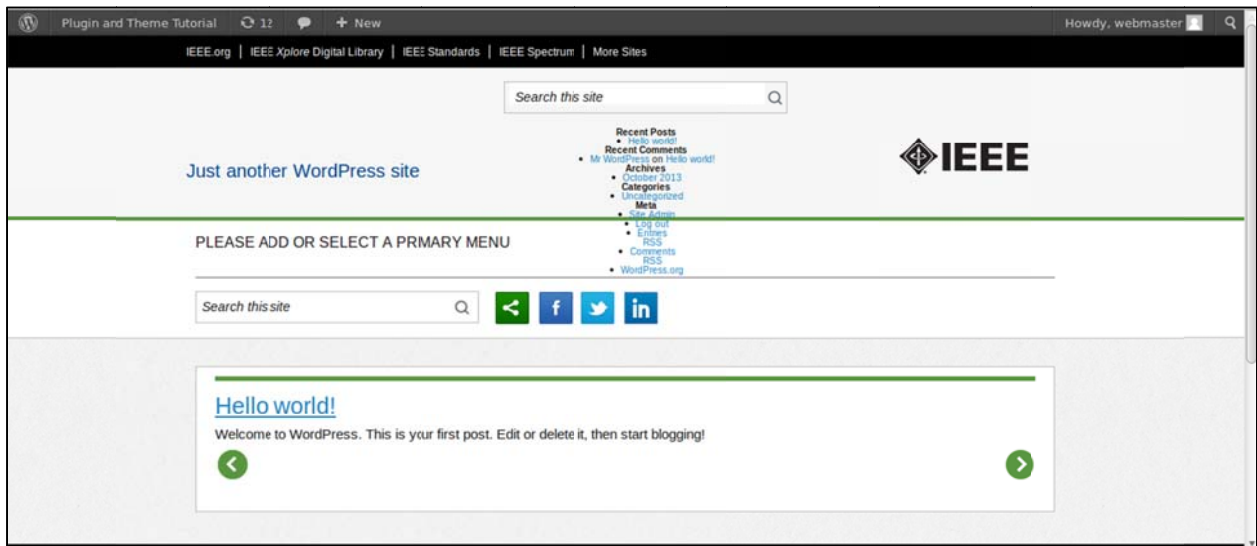 Plugin and Theme Tutorial 12 + New Howdy, webmaster
IEEE.org | IEEE Xplore Digital Library | IEEE Standards | IEEE Spectrum | More Sites
Search this site
Recent Posts
• Hello world!
Recent Comments
• Mr WordPress on Hello world!
Archives
• October 2013
Categories
• Uncategorized
Meta
• Site Admin
• Log out
• Entries
RSS
• Comments
RSS
• WordPress.org
Just another WordPress site
IEEE
PLEASE ADD OR SELECT A PRMARY MENU
Search this site
f in
Hello world!
Welcome to WordPress. This is your first post. Edit or delete it, then start blogging!